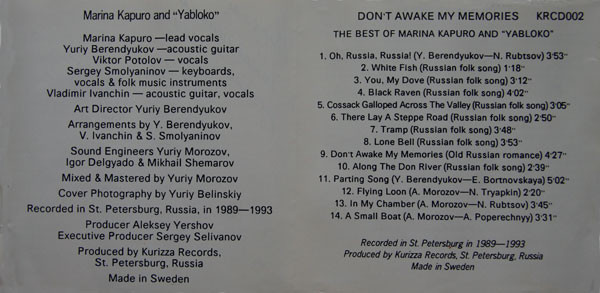 Marina Kapuro and "Yabloko"
Marina Kapuro —lead vocals
Yuriy Berendyukov —acoustic guitar
Viktor Potolov — vocals
Sergey Smolyaninov — keyboards,
vocals & folk music instruments
Vladimir Ivanchin — acoustic guitar, vocals
Art Director Yuriy Berendyukov
Arrangements by Y. Berendyukov,
V. Ivanchin & S. Smolyaninov
Sound Engineers Yuriy Morozov,
Igor Delgyado & Mikhail Shemarov
Mixed & Mastered by Yuriy Morozov
Cover Photography by Yuriy Belinskiy
Recorded in St. Petersburg, Russia, in 1989—1993
Producer Aleksey Yershov
Executive Producer Sergey Selivanov
Produced by Kurizza Records,
St. Petersburg, Russia
Made in Sweden
DON'T AWAKE MY MEMORIES KRCD002
THE BEST OF MARINA KAPURO AND "YABLOKO"
1. Oh, Russia, Russia! (Y. Berendyukov—N. Rubtsov) 3'53"
2. White Fish (Russian folk song) 1'18"
3. You, My Dove (Russian folk song) 3'12"
4. Black Raven (Russian folk song) 4'02"
5. Cossack Galloped Across The Valley (Russian folk song) 3'05"
6. There Lay A Steppe Road (Russian folk song) 2'50"
7. Tramp (Russian folk song) 3'48"
8. Lone Bell (Russian folk song) 3'53"
9. Don't Awake My Memories (Old Russian romance) 4'27"
10. Along The Don River (Russian folk song) 2'39"
11. Parting Song (Y. Berendyukov—E. Bortnovskaya) 5'02"
12. Flying Loon (A. Morozov—N. Tryapkin) 2'20"
13. In My Chamber (A. Morozov—N. Rubtsov) 3'45"
14. A Small Boat (A. Morozov—A. Poperechnyy) 3'31"
Recorded in St. Petersburg in 1989—1993
Produced by Kurizza Records, St. Petersburg, Russia
Made in Sweden